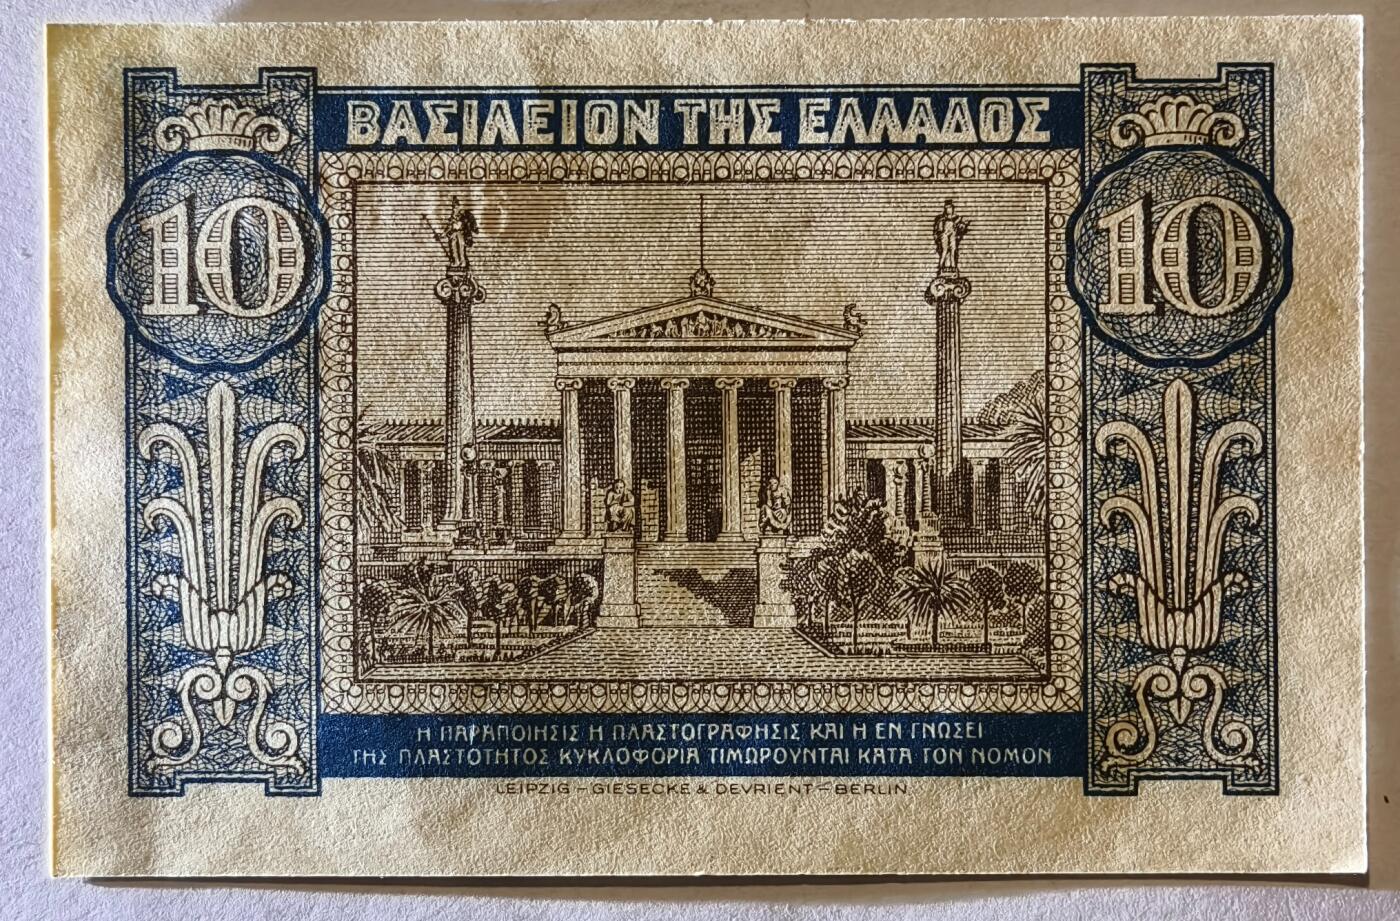 ΒΑΣΙΛΕΙΟΝ ΤΗΣ ΕΛΛΑΔΟΣ
10
10
Η ΠΑΡΑΠΟΙΗΣΙΣ Η ΠΛΑΣΤΟΓΡΑΦΗΣΙΣ ΚΑΙ Η ΕΝ ΓΝΩΣΕΙ
ΤΗΣ ΠΛΑΣΤΟΤΗΤΟΣ ΚΥΚΛΟΦΟΡΙΑ ΤΙΜΩΡΟΥΝΤΑΙ ΚΑΤΑ ΤΟΝ ΝΟΜΟΝ
LEIPZIG – GIESECKE & DEVRIENT – BERLIN